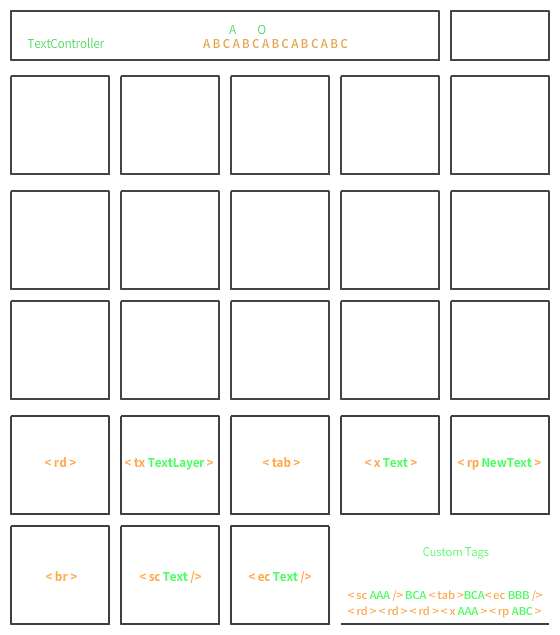 A O
TextController ABCABCABCABCABC
< rd >
< tx TextLayer >
< tab >
< x Text >
< rp NewText >
< br >
< sc Text />
< ec Text />
Custom Tags
< sc AAA /> BCA < tab >BCA< ec BBB />
< rd > < rd > < rd > < x AAA > < rp ABC >